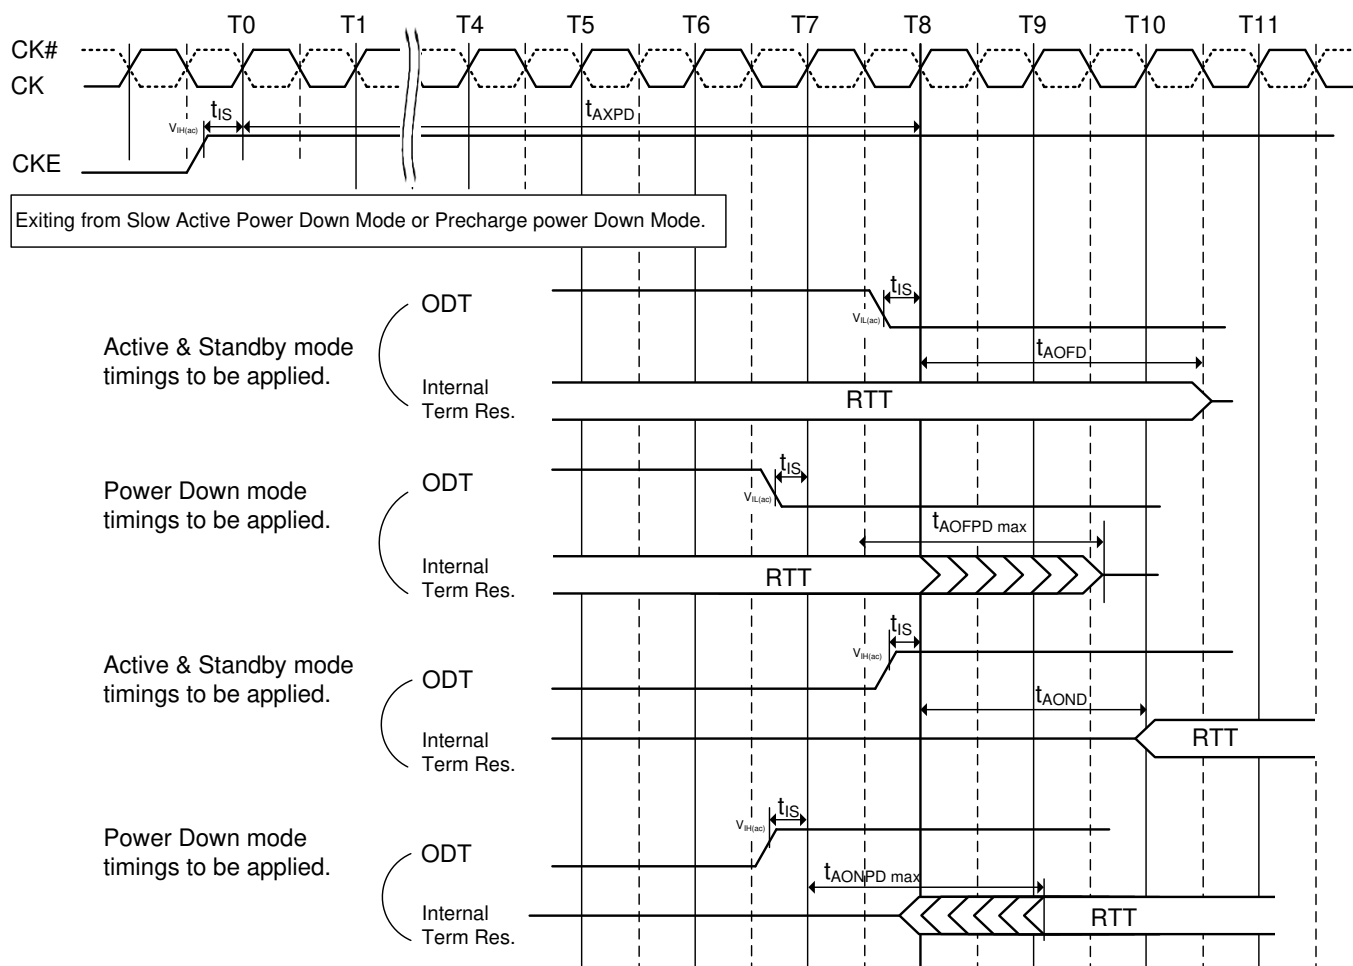 T0 T1 T4 T5 T6 T7 T8 T9 T10 T11
CK#
CK
tIS
tAXPD
VIH(ac)
CKE
Exiting from Slow Active Power Down Mode or Precharge power Down Mode.
ODT
tIS
VIL(ac)
Active & Standby mode
timings to be applied.
tAOFD
Internal
Term Res.
RTT
ODT
tIS
VIL(ac)
Power Down mode
timings to be applied.
tAOFPD max
Internal
Term Res.
RTT
tIS
VIH(ac)
Active & Standby mode
timings to be applied.
ODT
tAOND
Internal
Term Res.
RTT
tIS
VIH(ac)
Power Down mode
timings to be applied.
ODT
tAONPD max
Internal
Term Res.
RTT